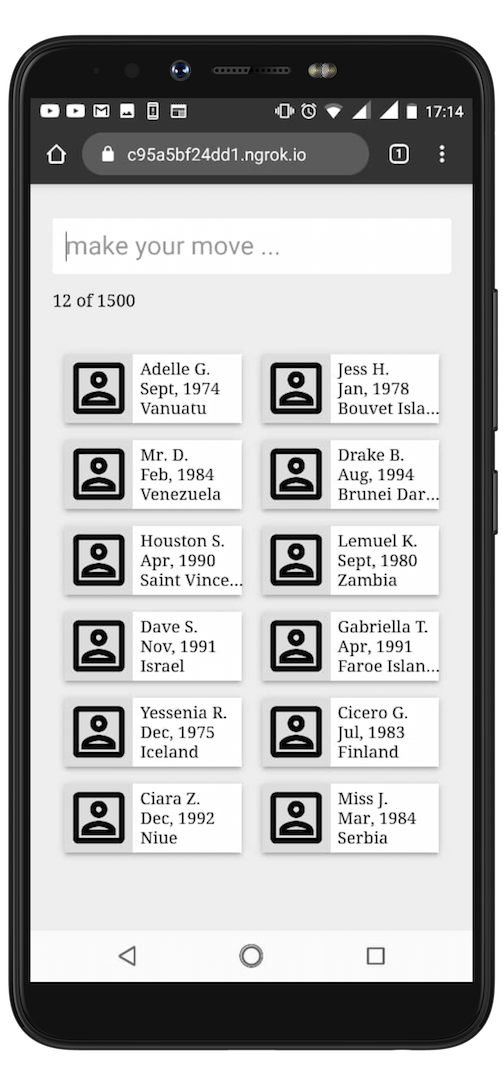 17:14
c95a5bf24dd1.ngrok.io
1
make your move ...
12 of 1500
Adelle G.
Sept, 1974
Vanuatu
Jess H.
Jan, 1978
Bouvet Isla...
Mr. D.
Feb, 1984
Venezuela
Drake B.
Aug, 1994
Brunei Dar...
Houston S.
Apr, 1990
Saint Vince...
Lemuel K.
Sept, 1980
Zambia
Dave S.
Nov, 1991
Israel
Gabriella T.
Apr, 1991
Faroe Islan...
Yessenia R.
Dec, 1975
Iceland
Cicero G.
Jul, 1983
Finland
Ciara Z.
Dec, 1992
Niue
Miss J.
Mar, 1984
Serbia